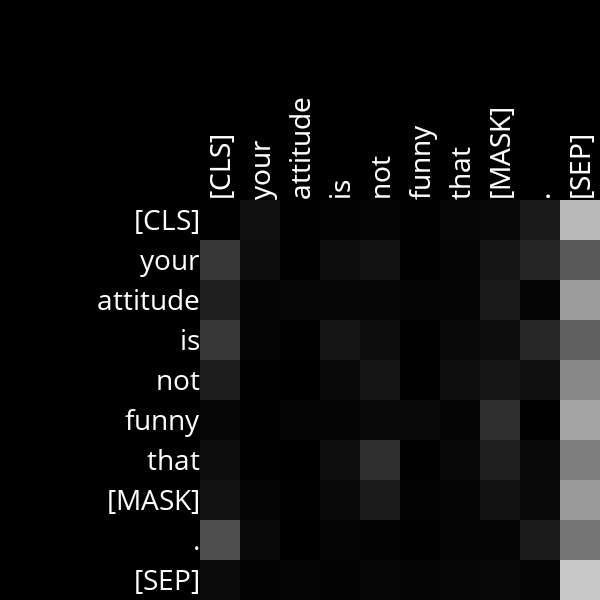 [CLS]
your
attitude
is
not
funny
that
[MASK]
.
[SEP]
[CLS]
your
attitude
is
not
funny
that
[MASK]
.
[SEP]